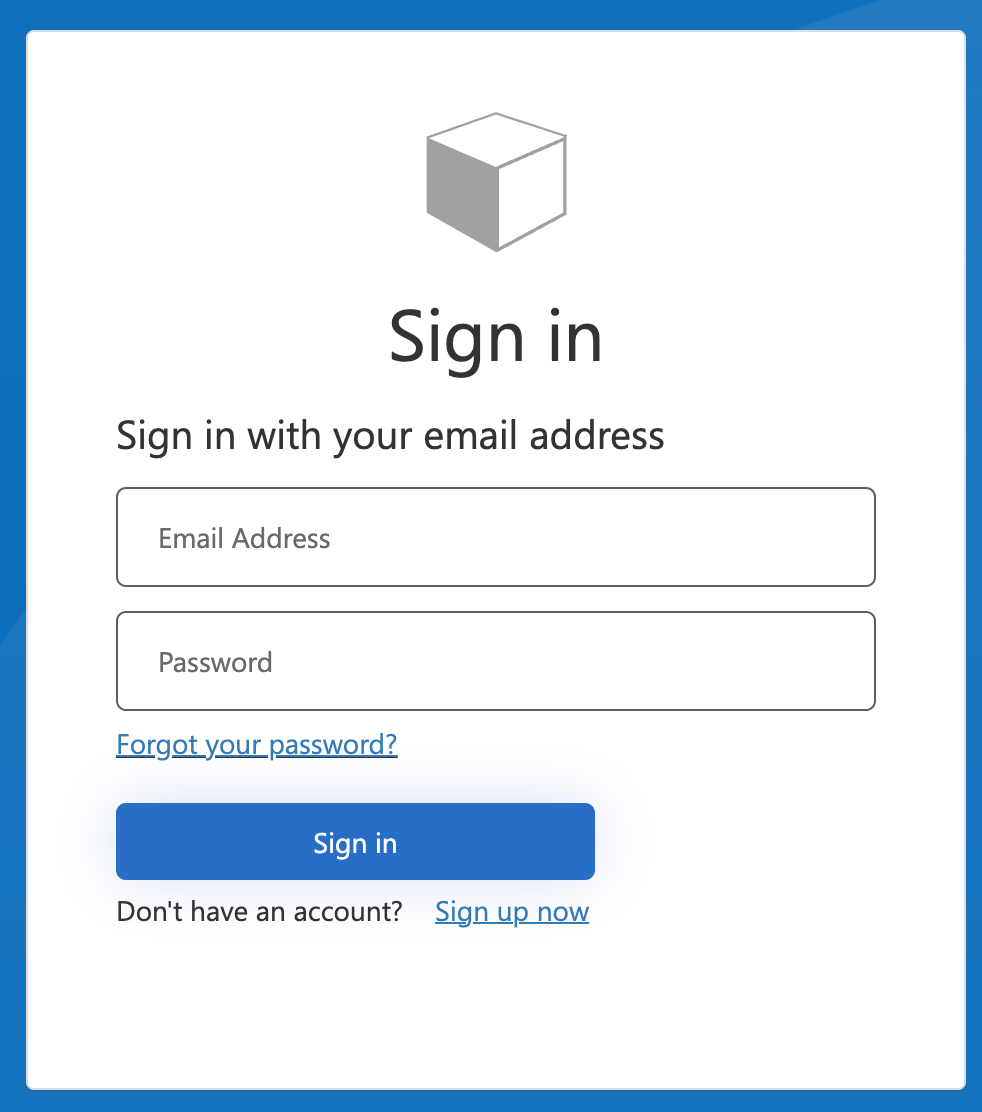 Sign in
Sign in with your email address
Email Address
Password
Forgot your password?
Sign in
Don't have an account? Sign up now